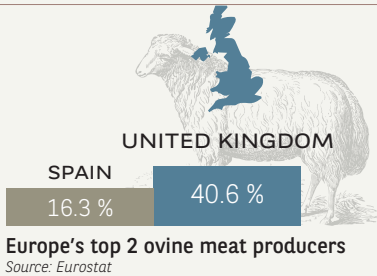 UNITED KINGDOM
SPAIN
40.6 %
16.3 %
Europe's top 2 ovine meat producers
Source: Eurostat